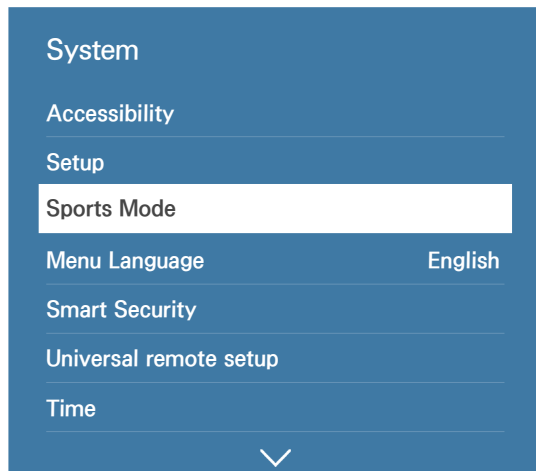 System
Accessibility
Setup
Sports Mode
Menu Language English
Smart Security
Universal remote setup
Time